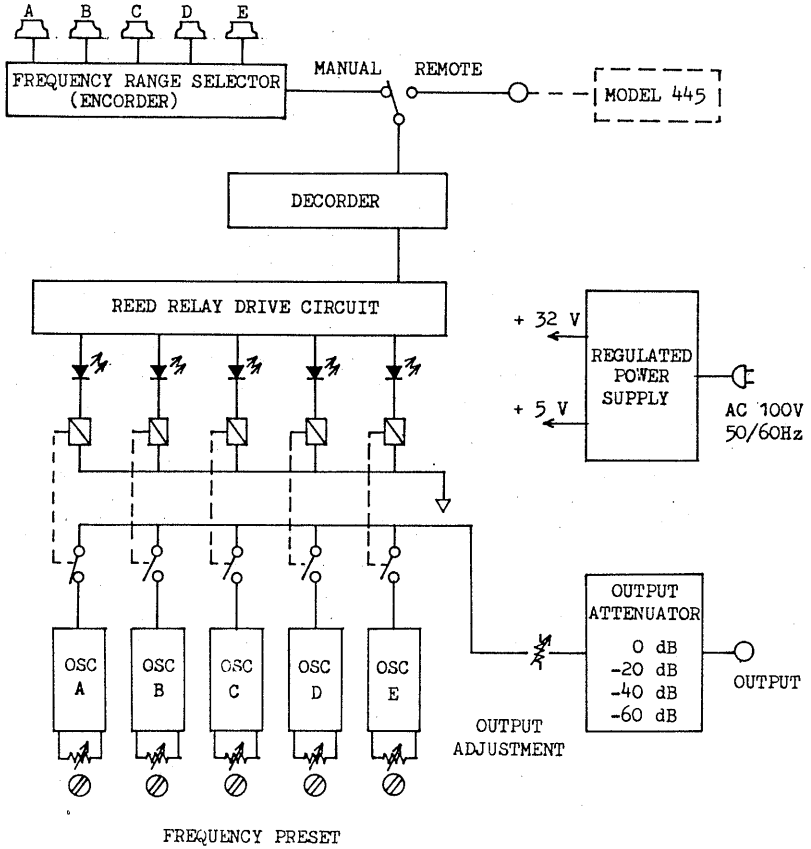 A B C D E
FREQUENCY RANGE SELECTOR
(ENCORDER)
MANUAL REMOTE
MODEL 445
DECORDER
REED RELAY DRIVE CIRCUIT
+ 32 V
REGULATED
POWER
SUPPLY
+ 5 V
AC 100V
50/60Hz
OSC
A
OSC
B
OSC
C
OSC
D
OSC
E
OUTPUT
ADJUSTMENT
OUTPUT
ATTENUATOR
0 dB
-20 dB
-40 dB
-60 dB
OUTPUT
FREQUENCY PRESET